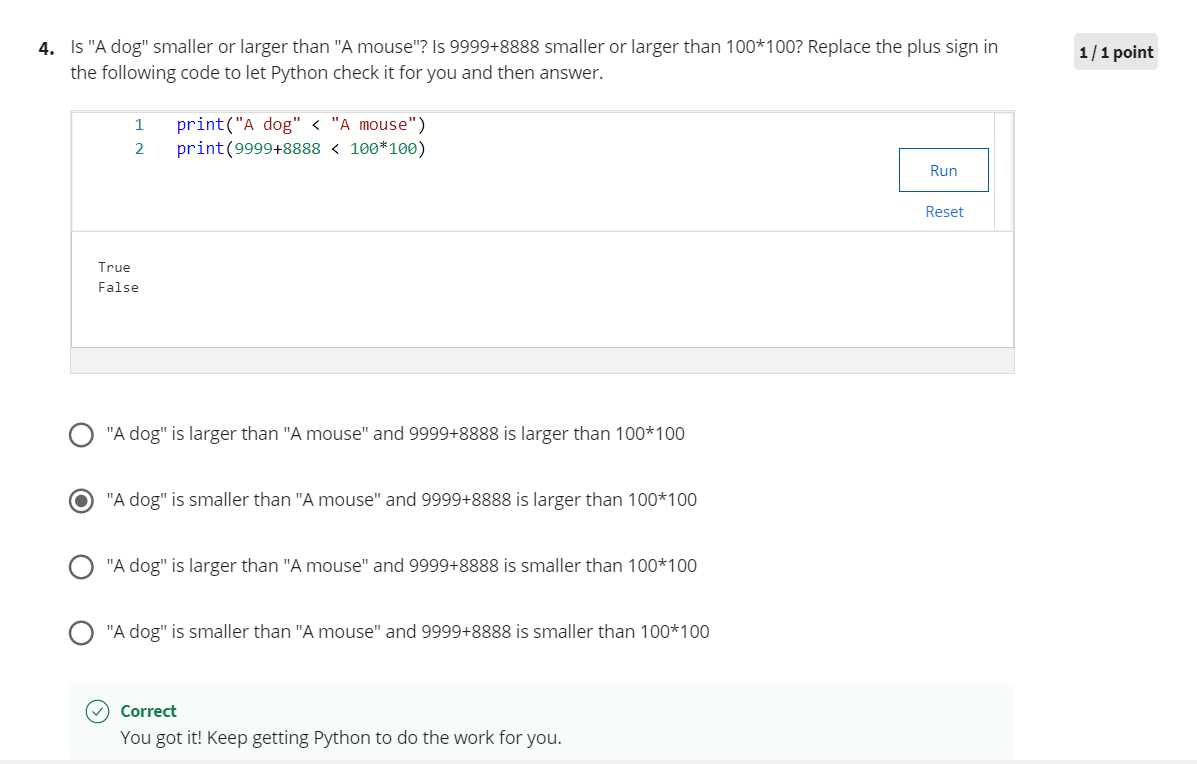 4. Is "A dog" smaller or larger than "A mouse"? Is 9999+8888 smaller or larger than 100*100? Replace the plus sign in
the following code to let Python check it for you and then answer.
1 / 1 point
1 print("A dog" < "A mouse")
2 print(9999+8888 < 100*100)
Run
Reset
True
False
"A dog" is larger than "A mouse" and 9999+8888 is larger than 100*100
"A dog" is smaller than "A mouse" and 9999+8888 is larger than 100*100
"A dog" is larger than "A mouse" and 9999+8888 is smaller than 100*100
"A dog" is smaller than "A mouse" and 9999+8888 is smaller than 100*100
Correct
You got it! Keep getting Python to do the work for you.